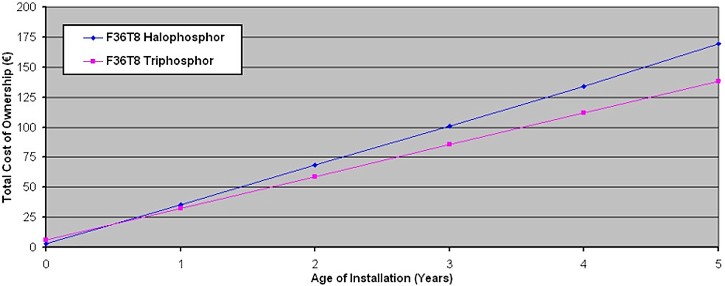 200
175
150
125
100
75
50
25
0
Total Cost of Ownership (€)
F36T8 Halophosphor
F36T8 Triphosphor
0 1 2 3 4 5
Age of Installation (Years)